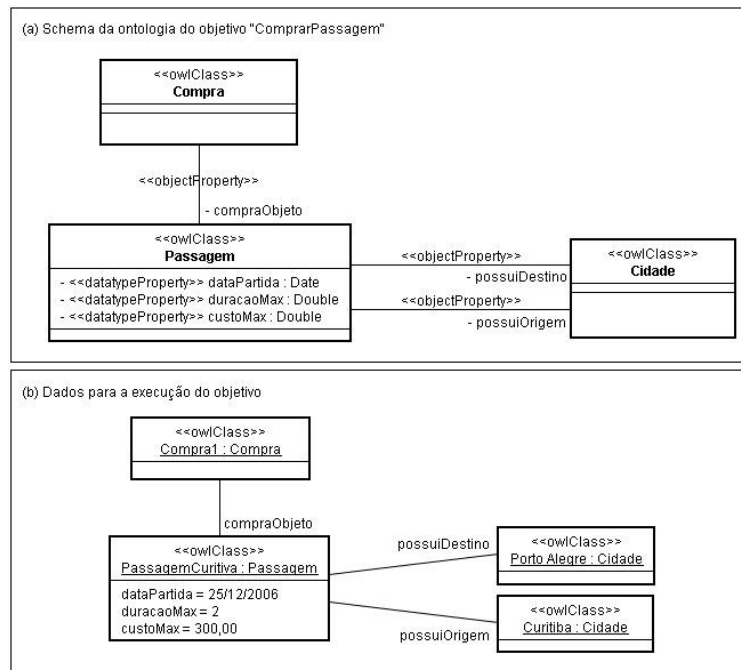 (a) Schema da ontologia do objetivo "ComprarPassagem"
<<owlClass>>
Compra
<<objectProperty>>
- compraObjeto
<<owlClass>>
Passagem
- <<datatypeProperty>> dataPartida : Date
- <<datatypeProperty>> duracaoMax : Double
- <<datatypeProperty>> custoMax : Double
<<objectProperty>>
- possuiDestino
<<objectProperty>>
- possuiOrigem
<<owlClass>>
Cidade
(b) Dados para a execução do objetivo
<<owlClass>>
Compra1 : Compra
compraObjeto
<<owlClass>>
PassagemCuritiva : Passagem
dataPartida = 25/12/2006
duracaoMax = 2
custoMax = 300,00
possuiDestino
<<owlClass>>
Porto Alegre : Cidade
possuiOrigem
<<owlClass>>
Curitiba : Cidade